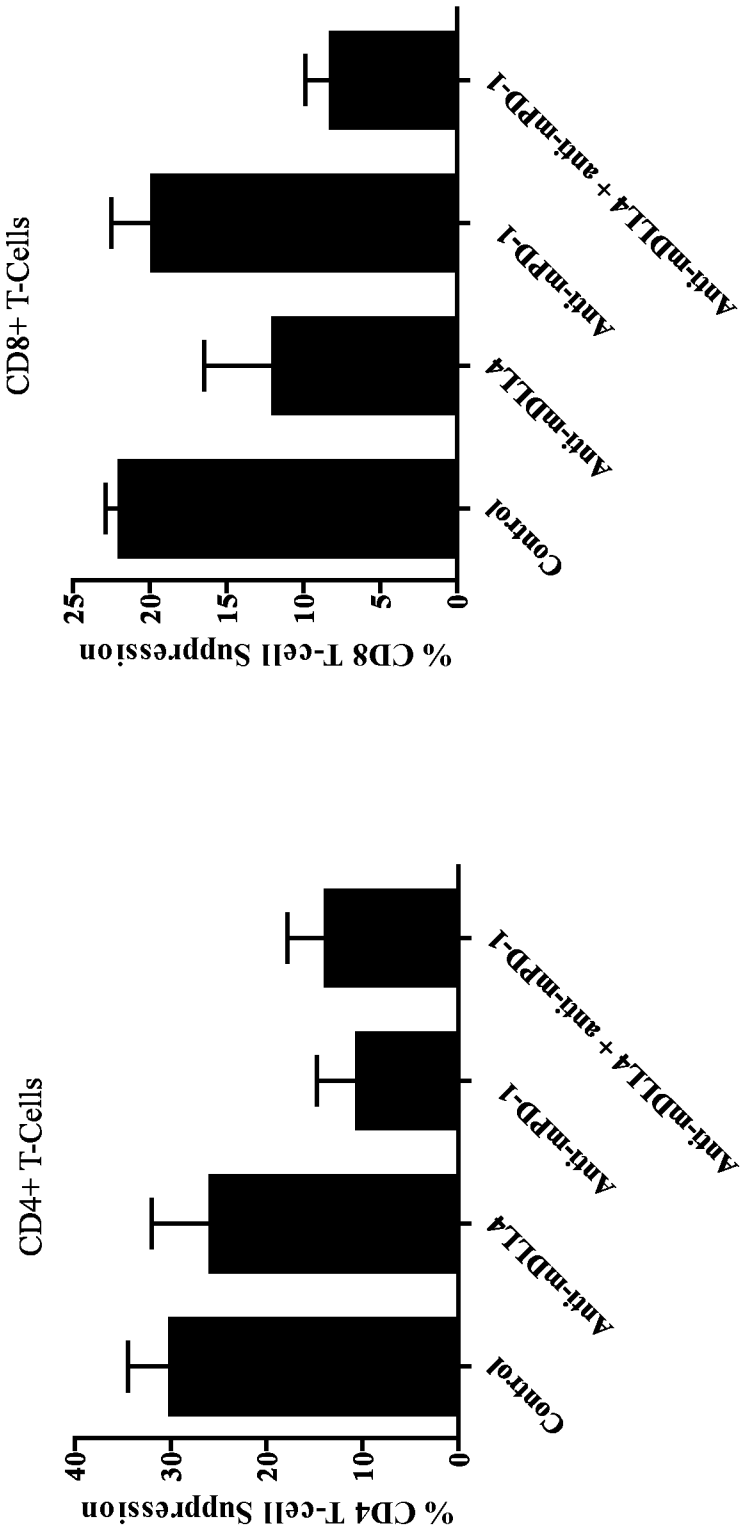 CD4+ T-Cells
% CD4 T-cell Suppression
40
30
20
10
0
Control
Anti-mDLL4
Anti-mPD-1
Anti-mDLL4 + anti-mPD-1
CD8+ T-Cells
% CD8 T-cell Suppression
25
20
15
10
5
0
Control
Anti-mDLL4
Anti-mPD-1
Anti-mDLL4 + anti-mPD-1